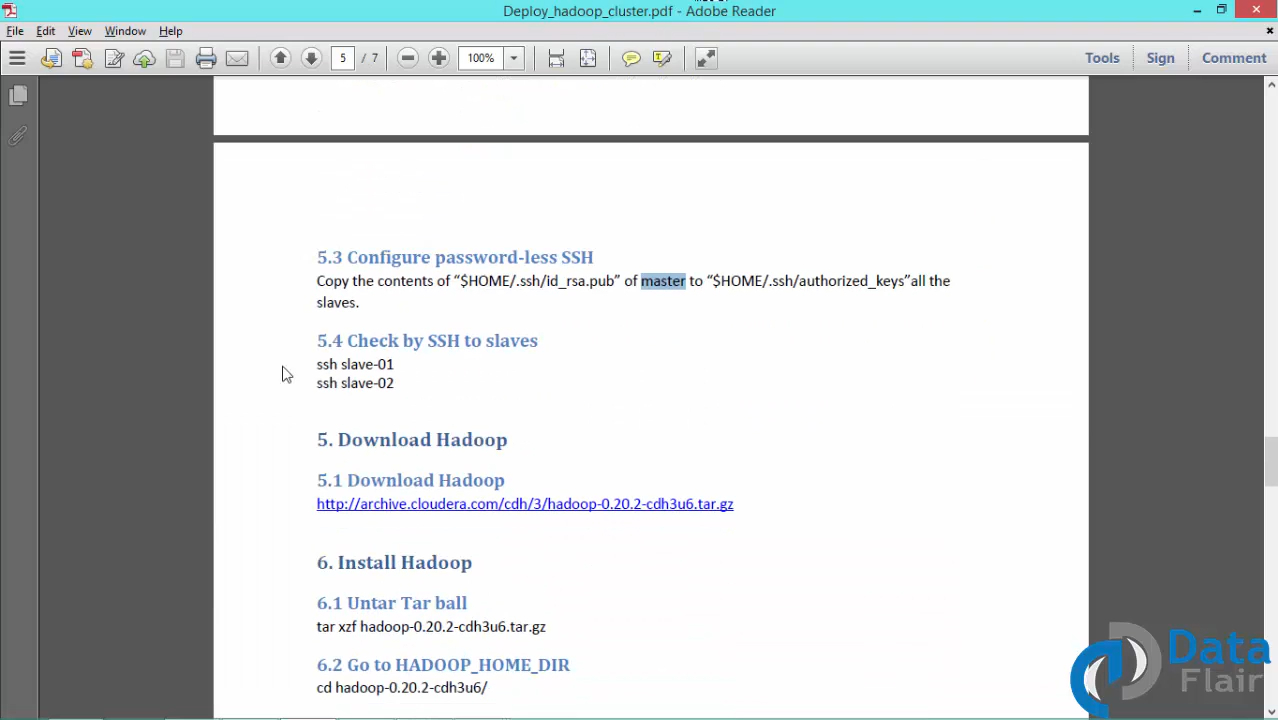 Deploy_hadoop_cluster.pdf - Adobe Reader
File Edit View Window Help
5 / 7 100% Tools Sign Comment
5.3 Configure password-less SSH
Copy the contents of “$HOME/.ssh/id_rsa.pub” of master to “$HOME/.ssh/authorized_keys”all the
slaves.
5.4 Check by SSH to slaves
ssh slave-01
ssh slave-02
5. Download Hadoop
5.1 Download Hadoop
http://archive.cloudera.com/cdh/3/hadoop-0.20.2-cdh3u6.tar.gz
6. Install Hadoop
6.1 Untar Tar ball
tar xzf hadoop-0.20.2-cdh3u6.tar.gz
6.2 Go to HADOOP_HOME_DIR
cd hadoop-0.20.2-cdh3u6/
Data
Flair